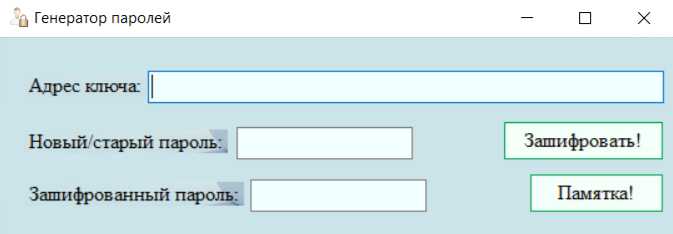 Генератор паролей
Адрес ключа:
Новый/старый пароль:
Зашифровать!
Зашифрованный пароль:
Памятка!